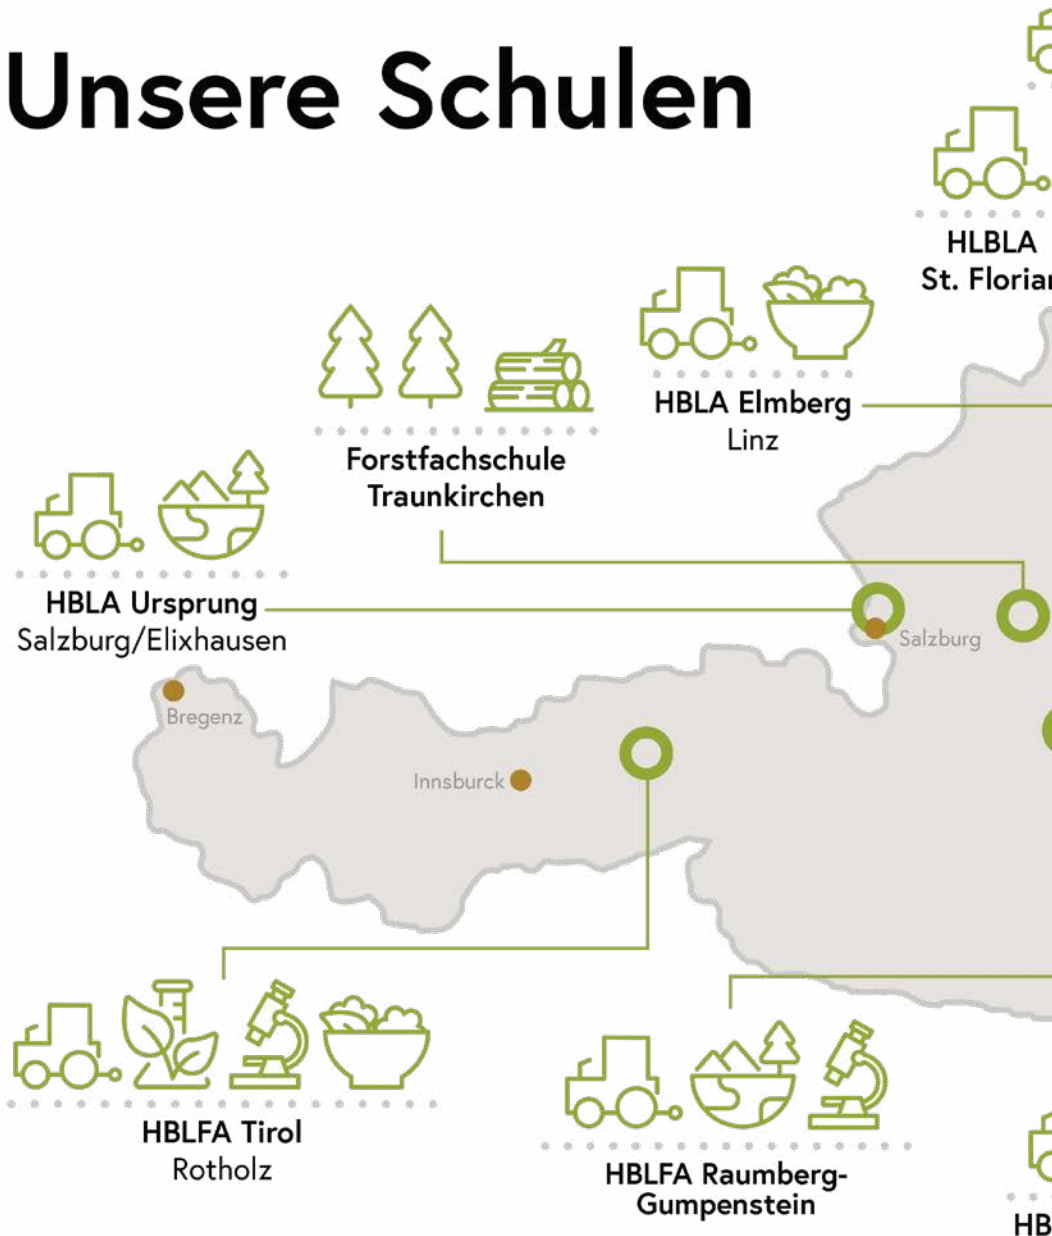 Unsere Schulen
HLBLA
St. Florian
HBLA Elmberg
Linz
Forstfachschule
Traunkirchen
HBLA Ursprung
Salzburg/Elixhausen
Salzburg
Bregenz
Innsburck
HBLFA Tirol
Rotholz
HBLFA Raumberg-
Gumpenstein
HB